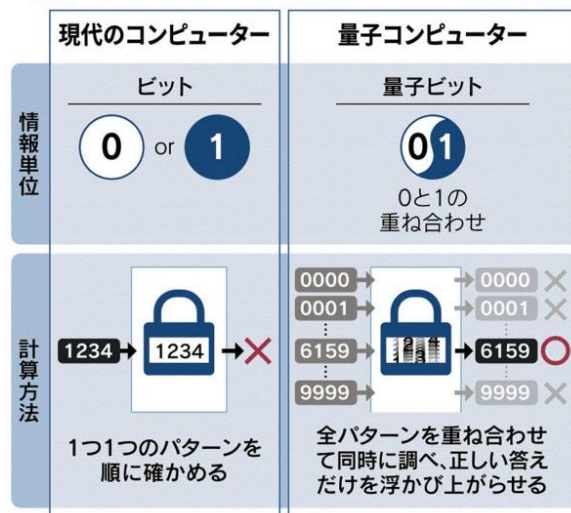 現代のコンピューター
量子コンピューター
情報単位
ビット
0 or 1
量子ビット
0 1
0と1の
重ね合わせ
計算方法
1234
1234
1つ1つのパターンを
順に確かめる
0000
0001
6159
9999
0000
0001
6159
9999
全パターンを重ね合わせ
て同時に調べ、正しい答え
だけを浮かび上がらせる